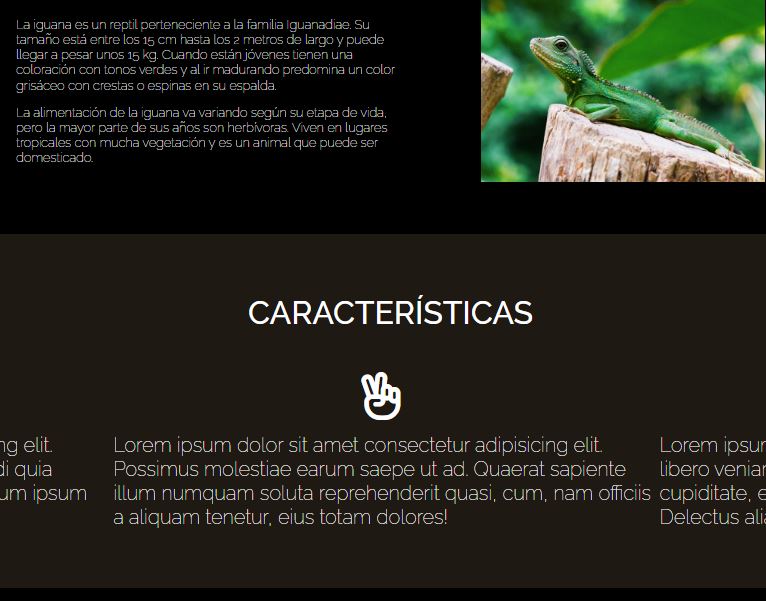 La iguana es un reptil perteneciente a la familia Iguanadiae. Su
tamaño está entre los 15 cm hasta los 2 metros de largo y puede
llegar a pesar unos 15 kg. Cuando están jóvenes tienen una
coloración con tonos verdes y al ir madurando predomina un color
grisáceo con crestas o espinas en su espalda.
La alimentación de la iguana va variando según su etapa de vida,
pero la mayor parte de sus años son herbívoras. Viven en lugares
tropicales con mucha vegetación y es un animal que puede ser
domesticado.
CARACTERÍSTICAS
elit.
quia
ipsum
Lorem ipsum dolor sit amet consectetur adipisicing elit.
Possimus molestiae earum saepe ut ad. Quaerat sapiente
illum numquam soluta reprehenderit quasi, cum, nam officiis
a aliquam tenetur, eius totam dolores!
Lorem
libero
cupiditate,
Delectus